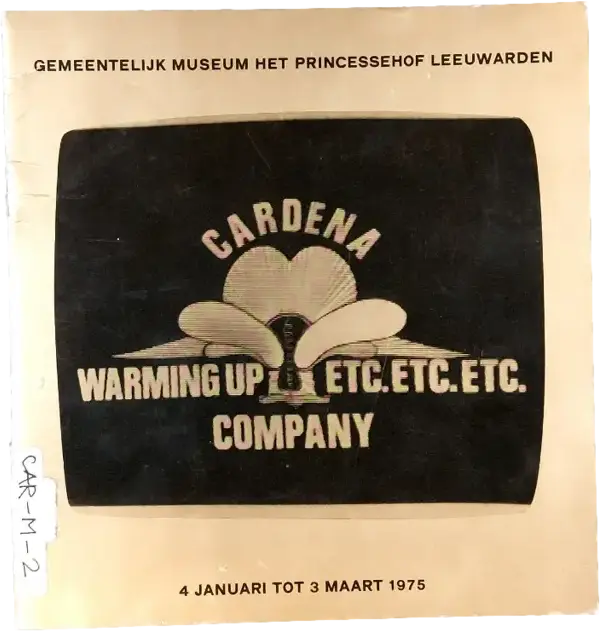 GEMEENTELIJK MUSEUM HET PRINCESSEHOF LEEUWARDEN
CARDENA
WARMING UP ETC. ETC. ETC.
COMPANY
CAR-M-2
4 JANUARI TOT 3 MAART 1975